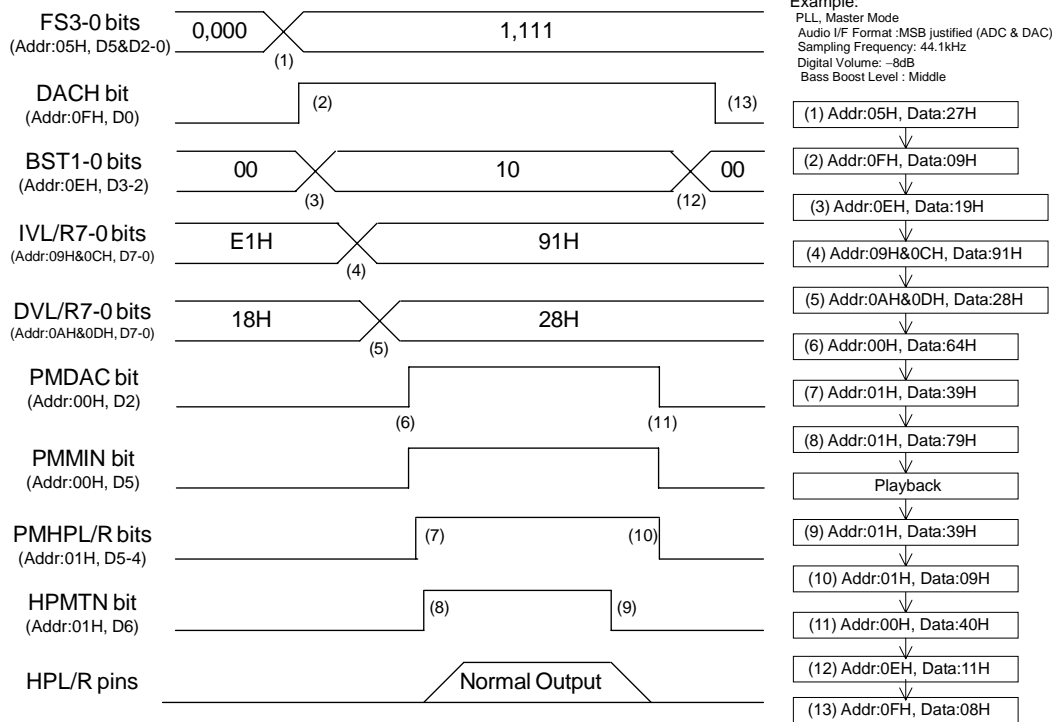 FS3-0 bits
(Addr:05H, D5&D2-0)
0,000
1,111
(1)
DACH bit
(Addr:0FH, D0)
(2)
(13)
BST1-0 bits
(Addr:0EH, D3-2)
00
10
00
(3)
(12)
IVL/R7-0 bits
(Addr:09H&0CH, D7-0)
E1H
91H
(4)
DVL/R7-0 bits
(Addr:0AH&0DH, D7-0)
18H
28H
(5)
PMDAC bit
(Addr:00H, D2)
(6)
(11)
PMMIN bit
(Addr:00H, D5)
PMHPL/R bits
(Addr:01H, D5-4)
(7)
(10)
HPMTN bit
(Addr:01H, D6)
(8)
(9)
HPL/R pins
Normal Output
Example:
PLL, Master Mode
Audio I/F Format :MSB justified (ADC & DAC)
Sampling Frequency: 44.1kHz
Digital Volume: −8dB
Bass Boost Level : Middle
(1) Addr:05H, Data:27H
(2) Addr:0FH, Data:09H
(3) Addr:0EH, Data:19H
(4) Addr:09H&0CH, Data:91H
(5) Addr:0AH&0DH, Data:28H
(6) Addr:00H, Data:64H
(7) Addr:01H, Data:39H
(8) Addr:01H, Data:79H
Playback
(9) Addr:01H, Data:39H
(10) Addr:01H, Data:09H
(11) Addr:00H, Data:40H
(12) Addr:0EH, Data:11H
(13) Addr:0FH, Data:08H